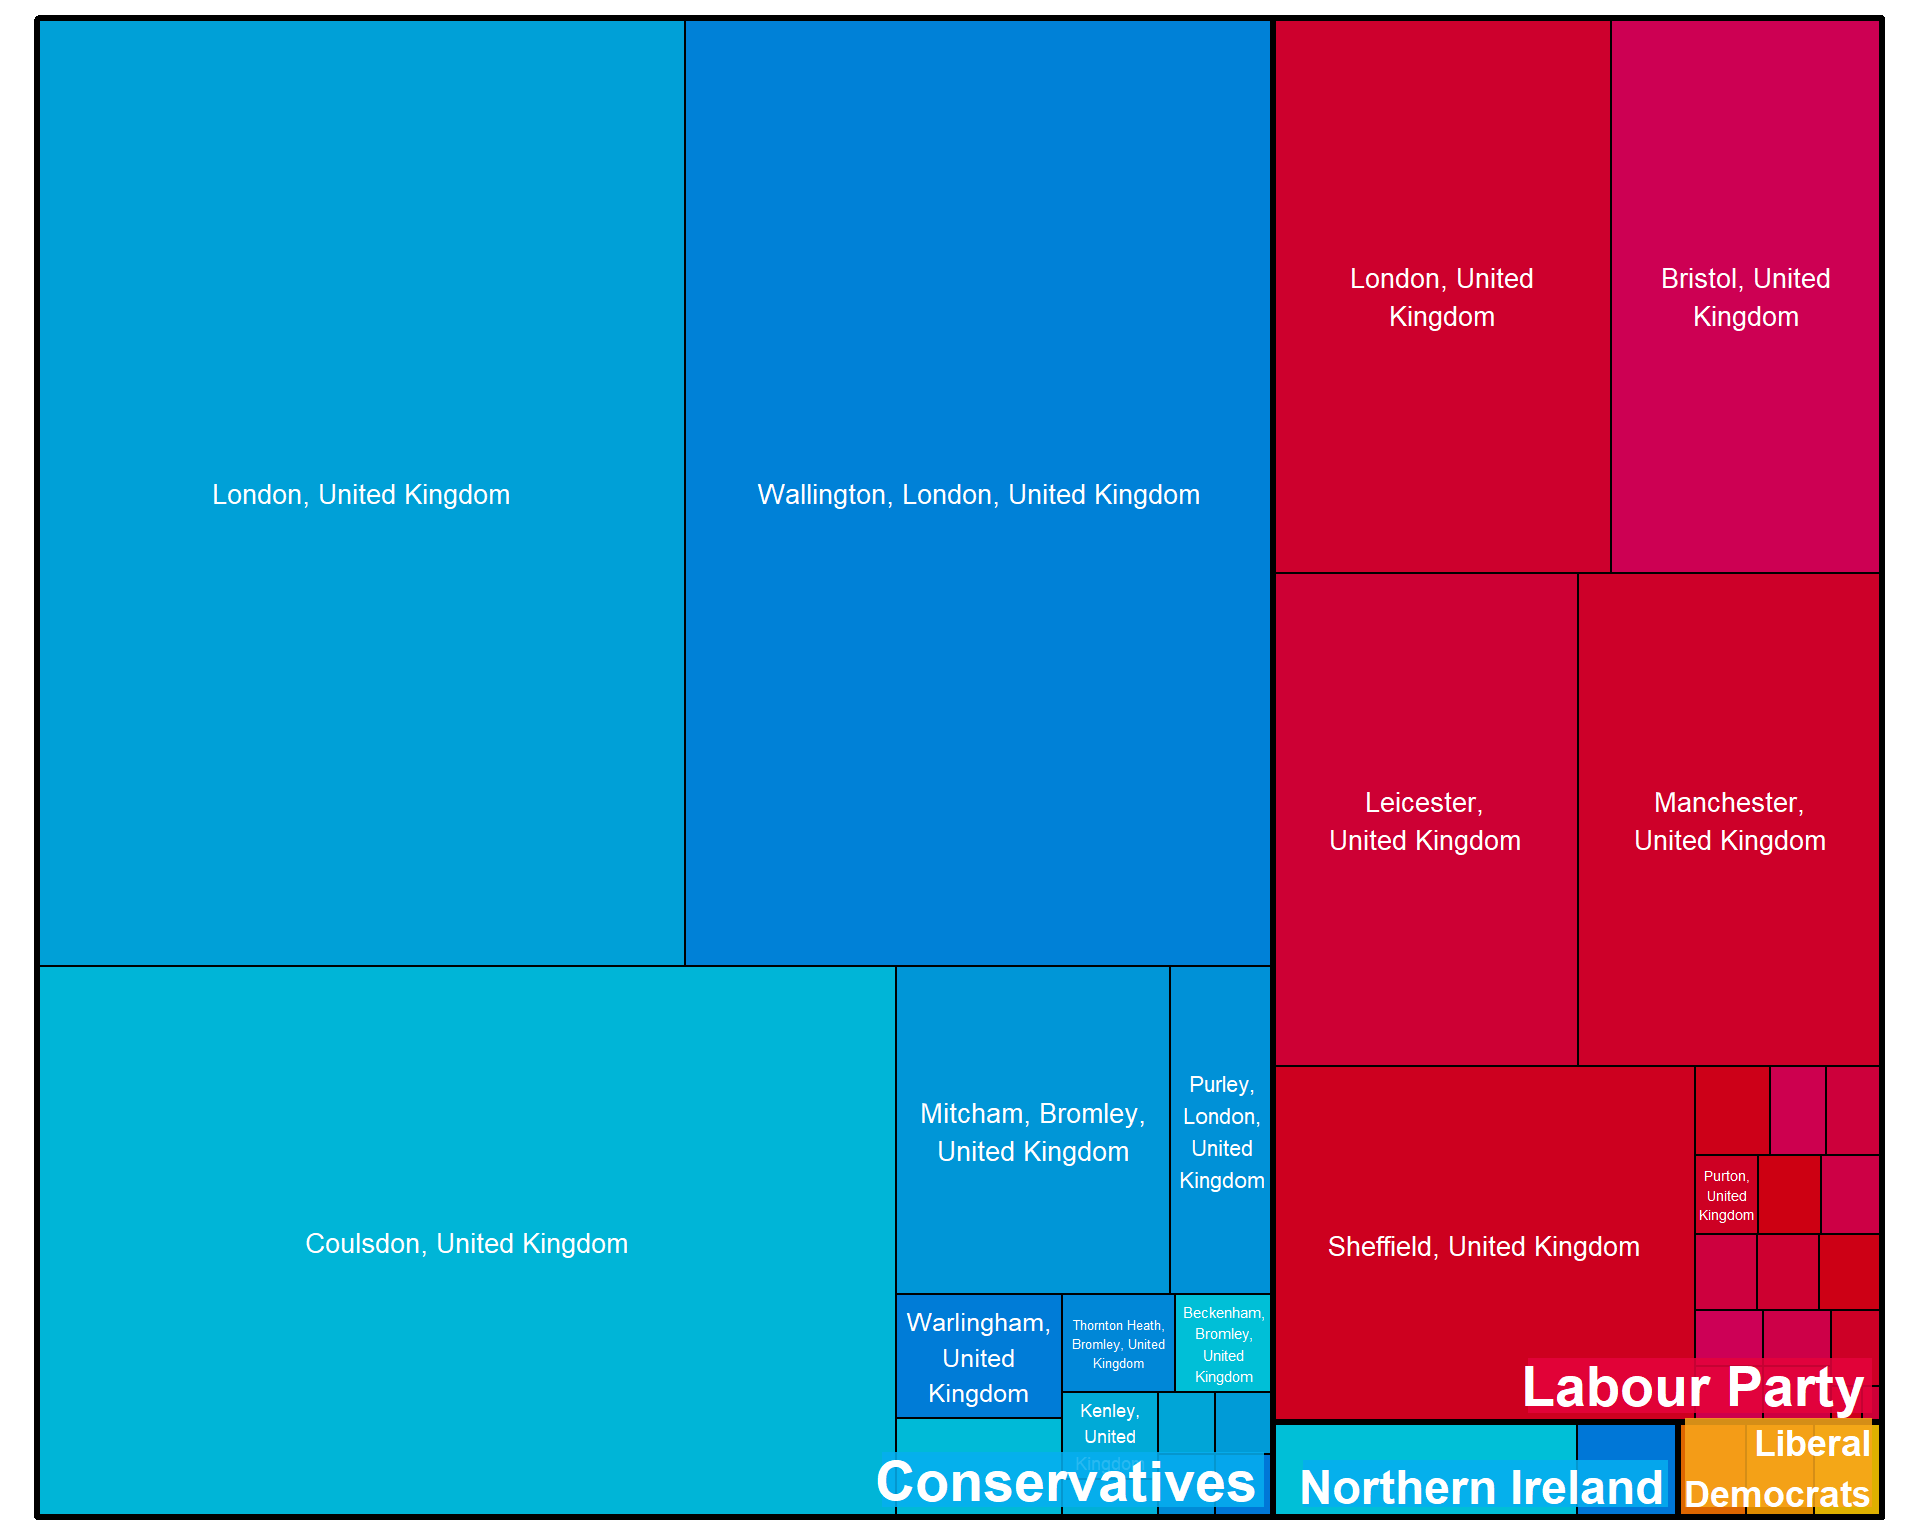 London, United Kingdom
Wallington, London, United Kingdom
Coulsdon, United Kingdom
Mitcham, Bromley,
United Kingdom
Purley,
London,
United
Kingdom
Warlingham,
United
Kingdom
Thornton Heath,
Bromley, United
Kingdom
Beckenham,
Bromley,
United
Kingdom
Kenley,
United
Kingdom
Conservatives
London, United
Kingdom
Bristol, United
Kingdom
Leicester,
United Kingdom
Manchester,
United Kingdom
Sheffield, United Kingdom
Purton,
United
Kingdom
Labour Party
Northern Ireland
Liberal
Democrats